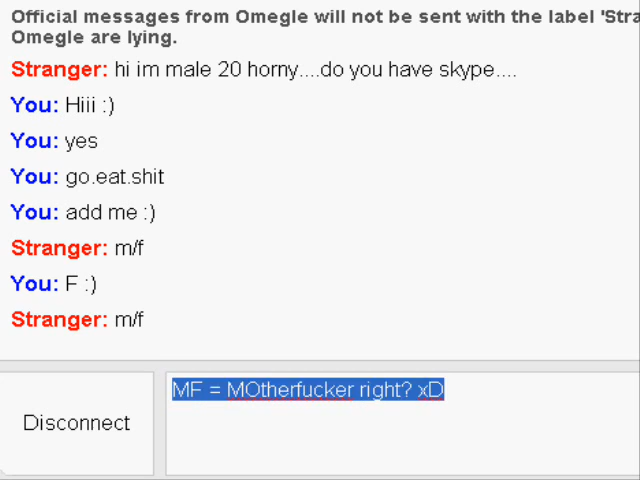 Official messages from Omegle will not be sent with the label 'Stra
Omegle are lying.
Stranger: hi im male 20 horny....do you have skype....
You: Hiii :)
You: yes
You: go.eat.shit
You: add me :)
Stranger: m/f
You: F :)
Stranger: m/f
MF = MOtherfucker right? xD
Disconnect